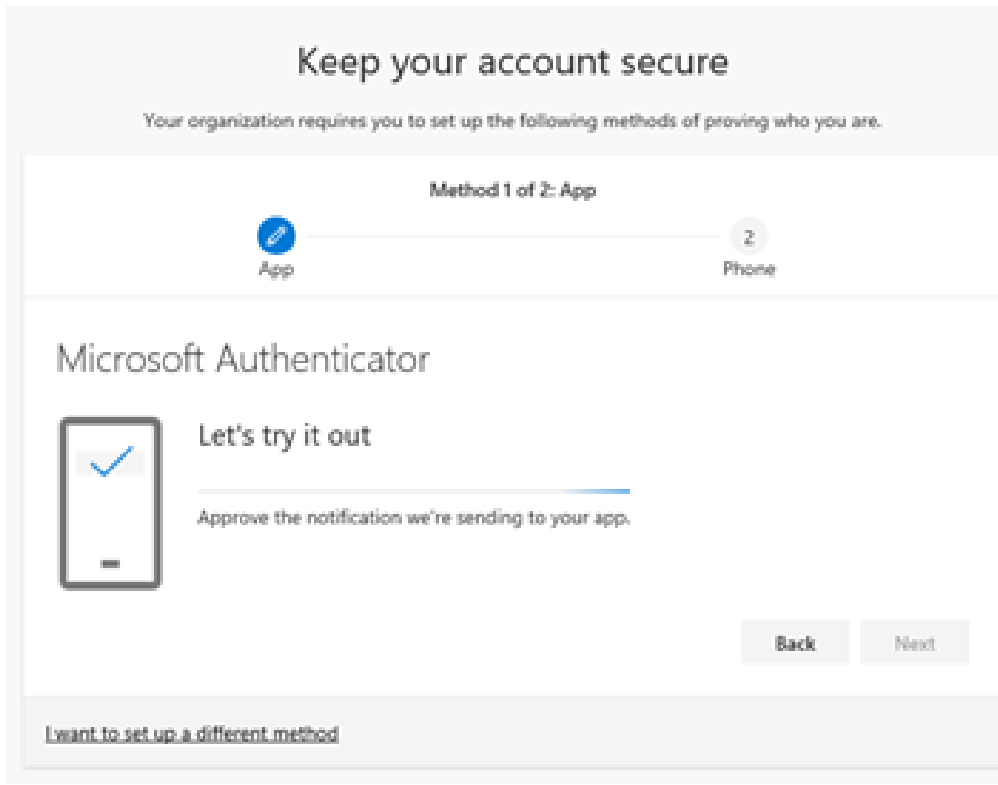 Keep your account secure
Your organization requires you to set up the following methods of proving who you are.
Method 1 of 2: App
2
App
Phone
Microsoft Authenticator
Let's try it out
Approve the notification we're sending to your app.
Back
Next
I want to set up a different method